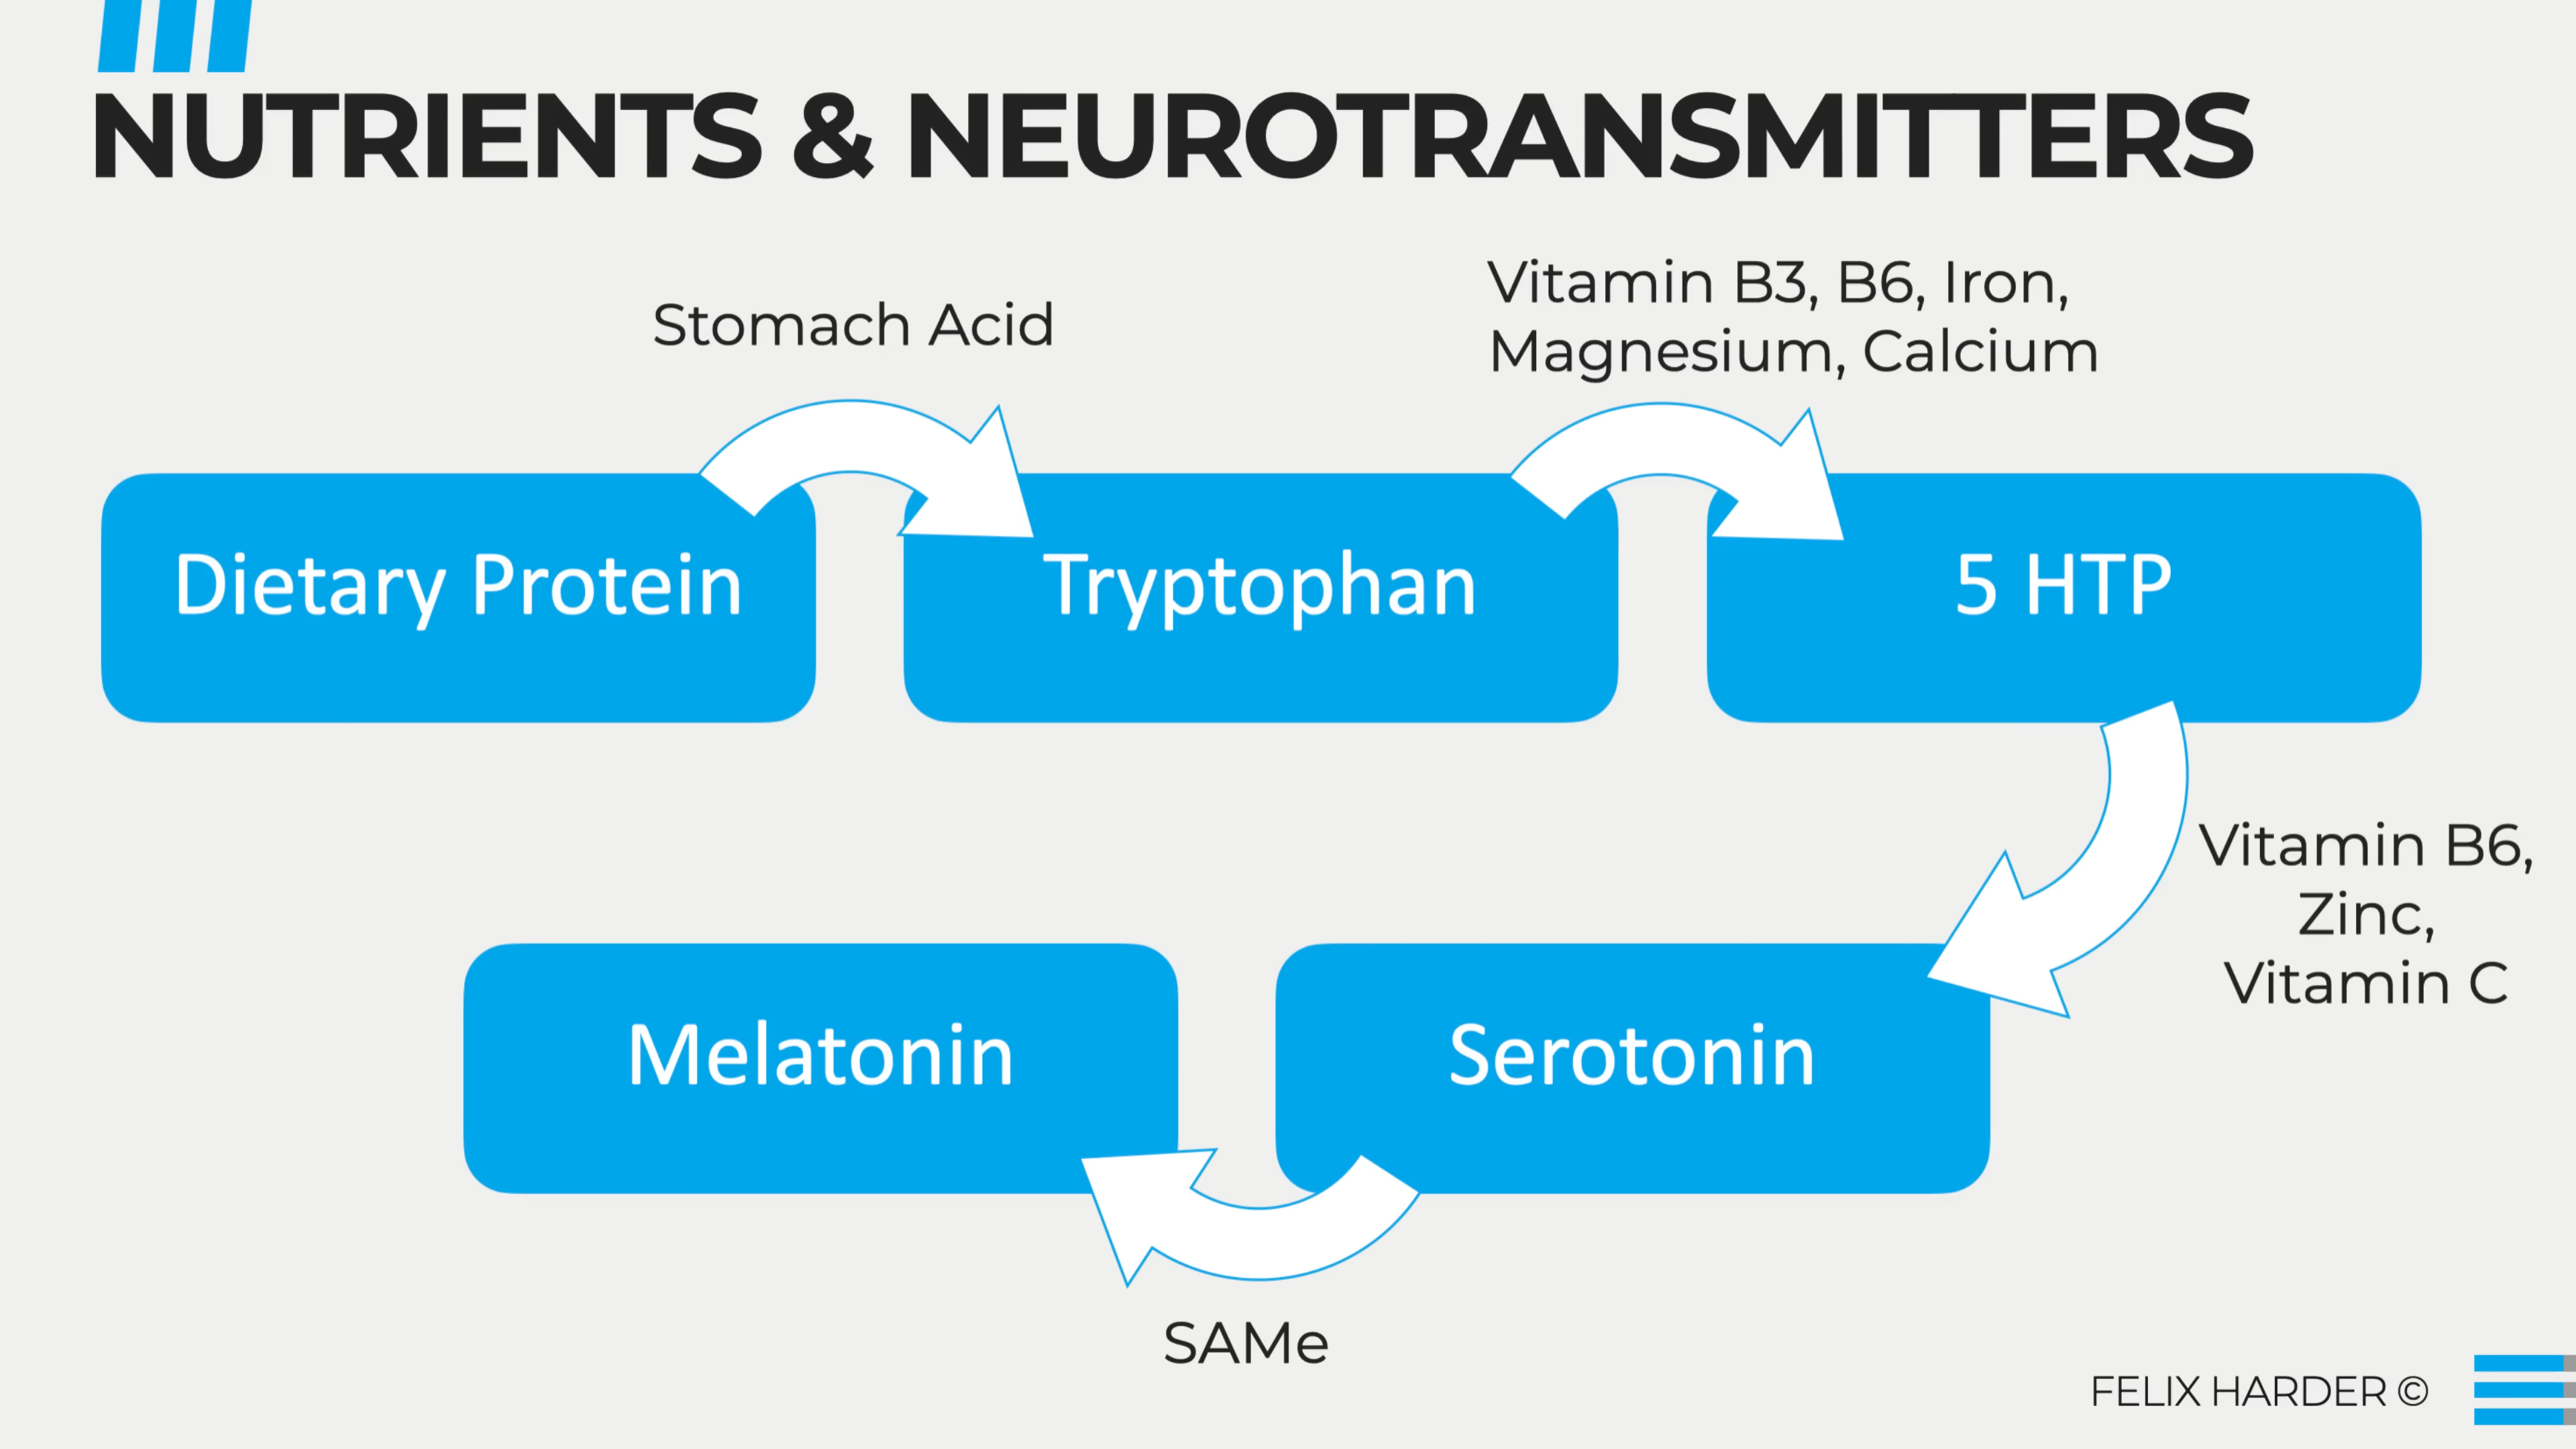 NUTRIENTS & NEUROTRANSMITTERS
Stomach Acid
Vitamin B3, B6, Iron,
Magnesium, Calcium
Dietary Protein
Tryptophan
5 HTP
Vitamin B6,
Zinc,
Vitamin C
Melatonin
Serotonin
SAMe
FELIX HARDER ©